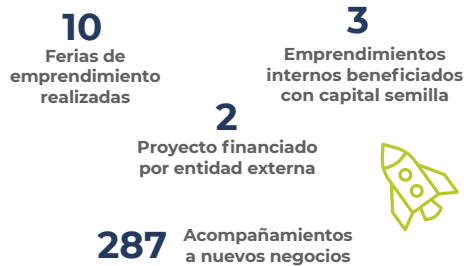 10
Ferias de
emprendimiento
realizadas
3
Emprendimientos
internos beneficiados
con capital semilla
2
Proyecto financiado
por entidad externa
287
Acompañamientos
a nuevos negocios